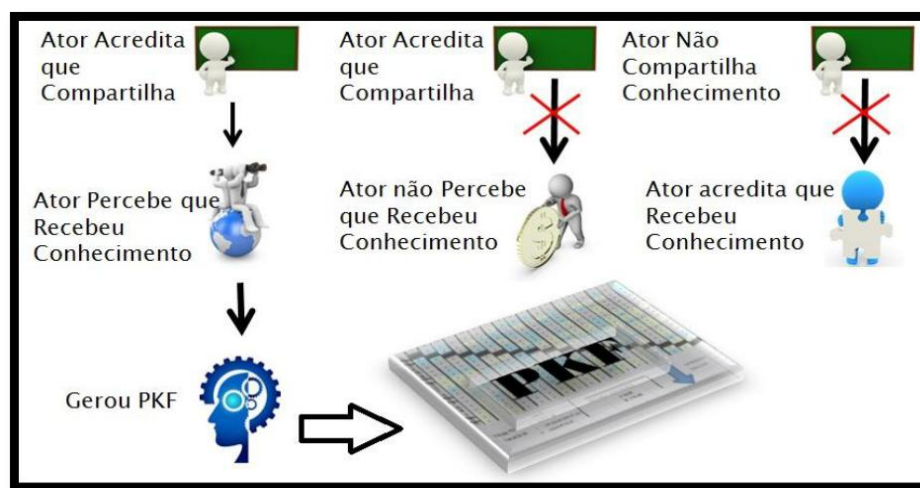 Ator Acredita
que
Compartilha
Ator Acredita
que
Compartilha
Ator Não
Compartilha
Conhecimento
Ator Percebe que
Recebeu
Conhecimento
Ator não Percebe
que Recebeu
Conhecimento
Ator acredita que
Recebeu
Conhecimento
Gerou PKF
PKF